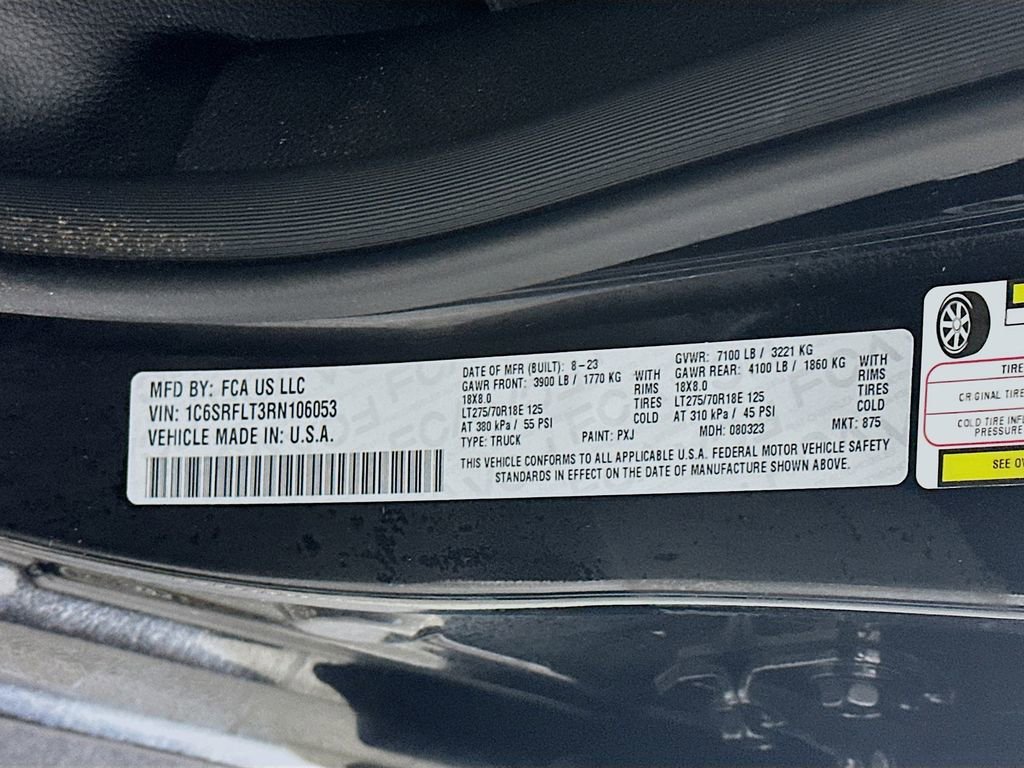 MFD BY: FCA US LLC
VIN: 1C6SRFLT3RN106053
VEHICLE MADE IN: U.S.A.
DATE OF MFR (BUILT): 8-23
GAWR FRONT: 3900 LB / 1770 KG
18X8.0
LT275/70R18E 125
AT 380 kPa / 55 PSI
TYPE: TRUCK
WITH
RIMS
TIRES
COLD
PAINT: PXJ
GVWR: 7100 LB / 3221 KG
GAWR REAR: 4100 LB / 1860 KG
18X8.0
LT275/70R18E 125
AT 310 kPa / 45 PSI
MDH: 080323
WITH
RIMS
TIRES
COLD
MKT: 875
THIS VEHICLE CONFORMS TO ALL APPLICABLE U.S.A. FEDERAL MOTOR VEHICLE SAFETY
STANDARDS IN EFFECT ON THE DATE OF MANUFACTURE SHOWN ABOVE.
TIRE
ORIGINAL TIRE
COLD TIRE
PRESSURE
SEE